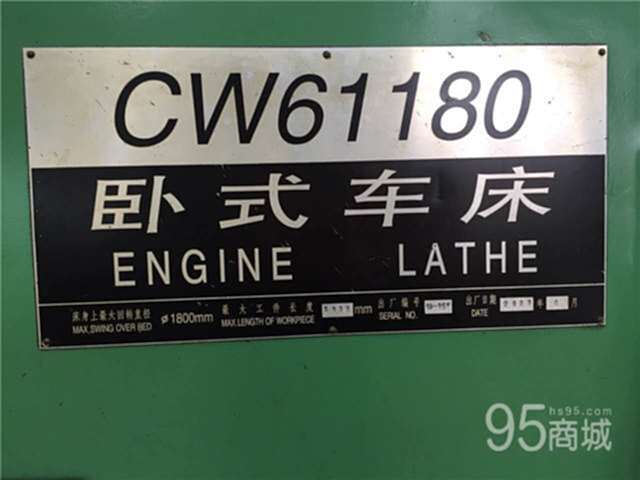 CW61180
卧式车床
ENGINE LATHE
床身上最大回转直径 ø1800mm 最大工件长度 mm 出厂编号 出厂日期 年 月
MAX.SWING OVER BED MAX.LENGTH OF WORKPIECE SERIAL NO. DATE
hs95.com
95商城